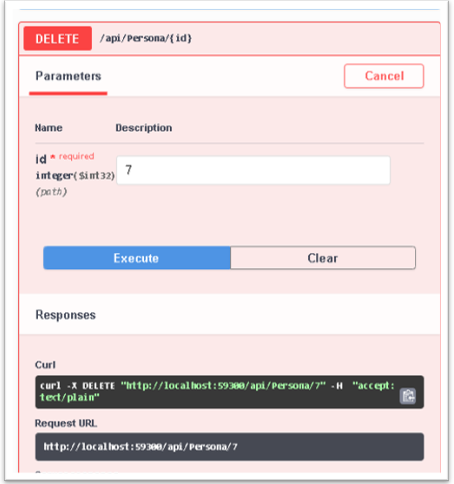 DELETE /api/Persona/{id}
Parameters Cancel
Name Description
id * required
integer($int32) 7
(path)
Execute Clear
Responses
Curl
curl -X DELETE "http://localhost:59300/api/Persona/7" -H "accept:
text/plain"
Request URL
http://localhost:59300/api/Persona/7